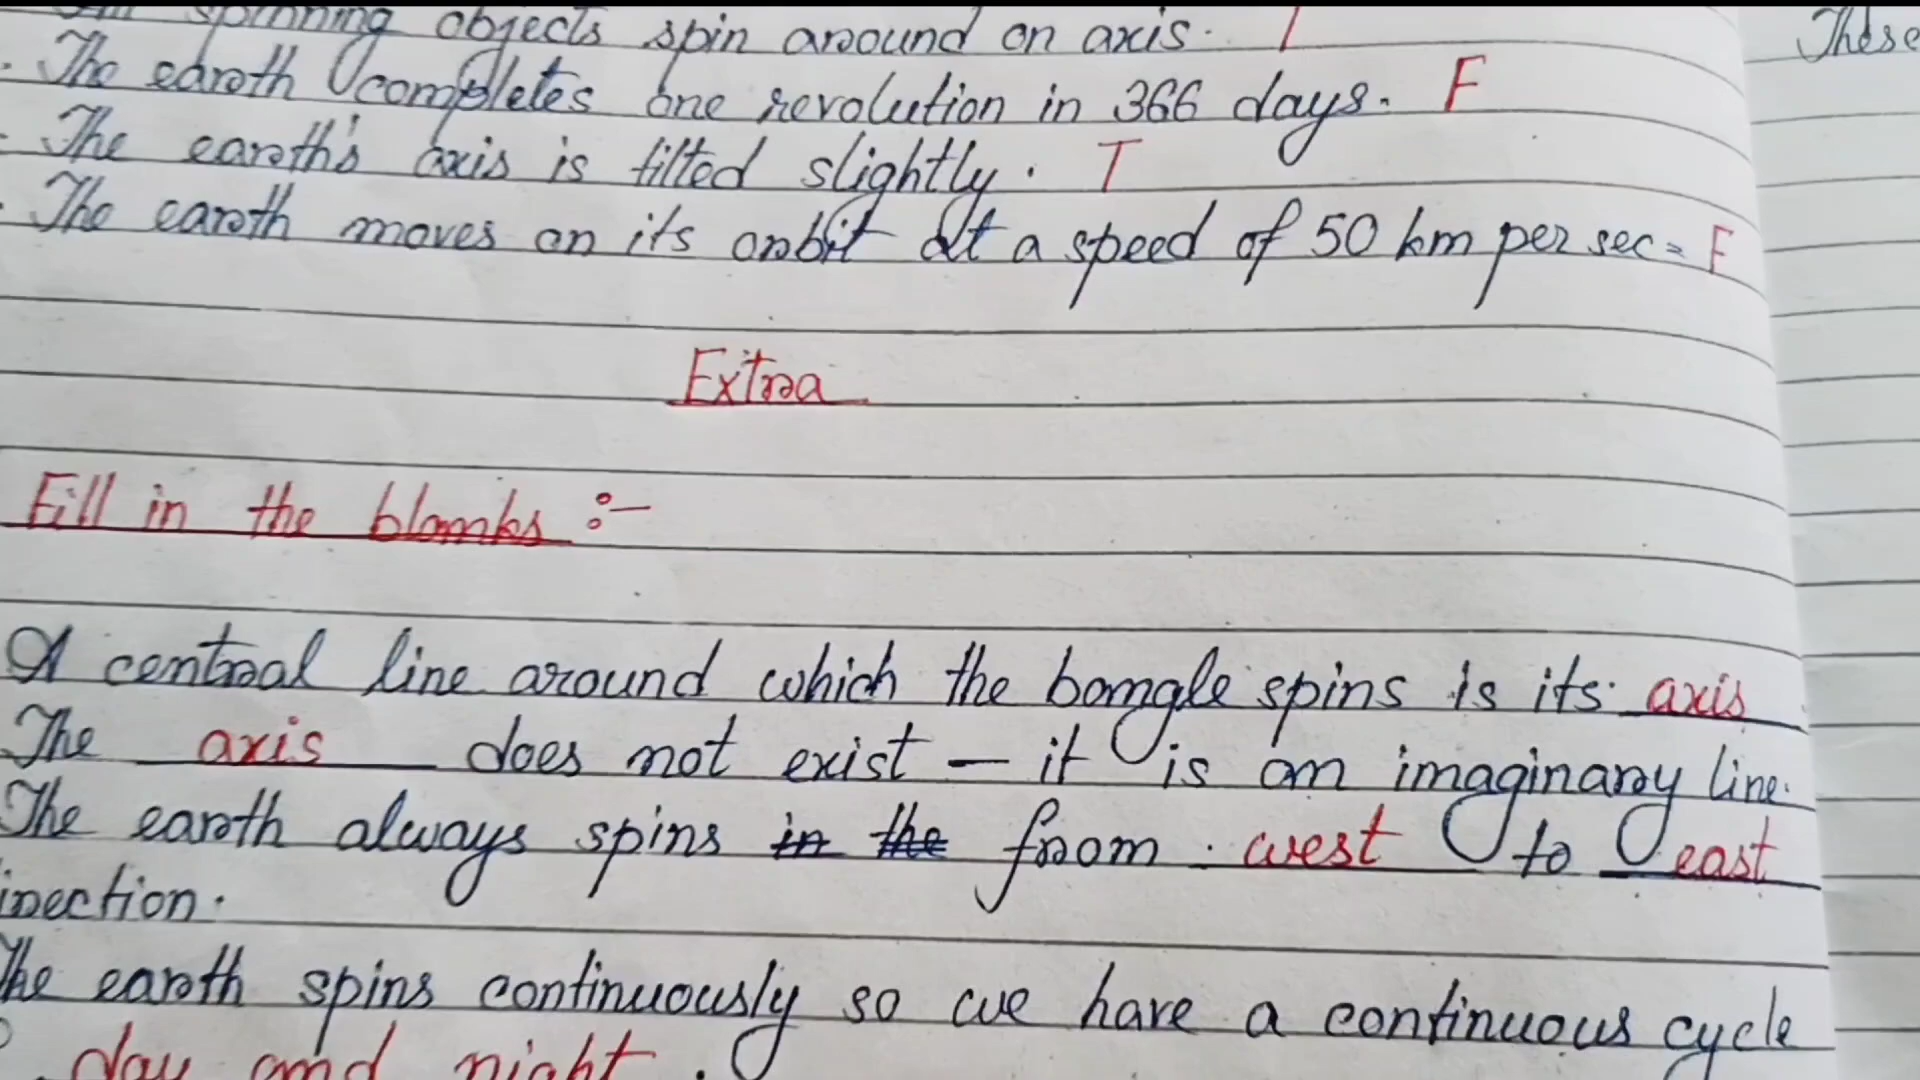 spinning objects spin around on axis. T
These
The earth completes one revolution in 366 days. F
The earth's axis is tilted slightly. T
The earth moves on its orbit at a speed of 50 km per sec. F
Extra
Fill in the blanks :-
A central line around which the bangle spins is its axis
The axis does not exist — it is an imaginary line.
The earth always spins in the from west to east
irection.
The earth spins continuously so we have a continuous cycle
day and night.